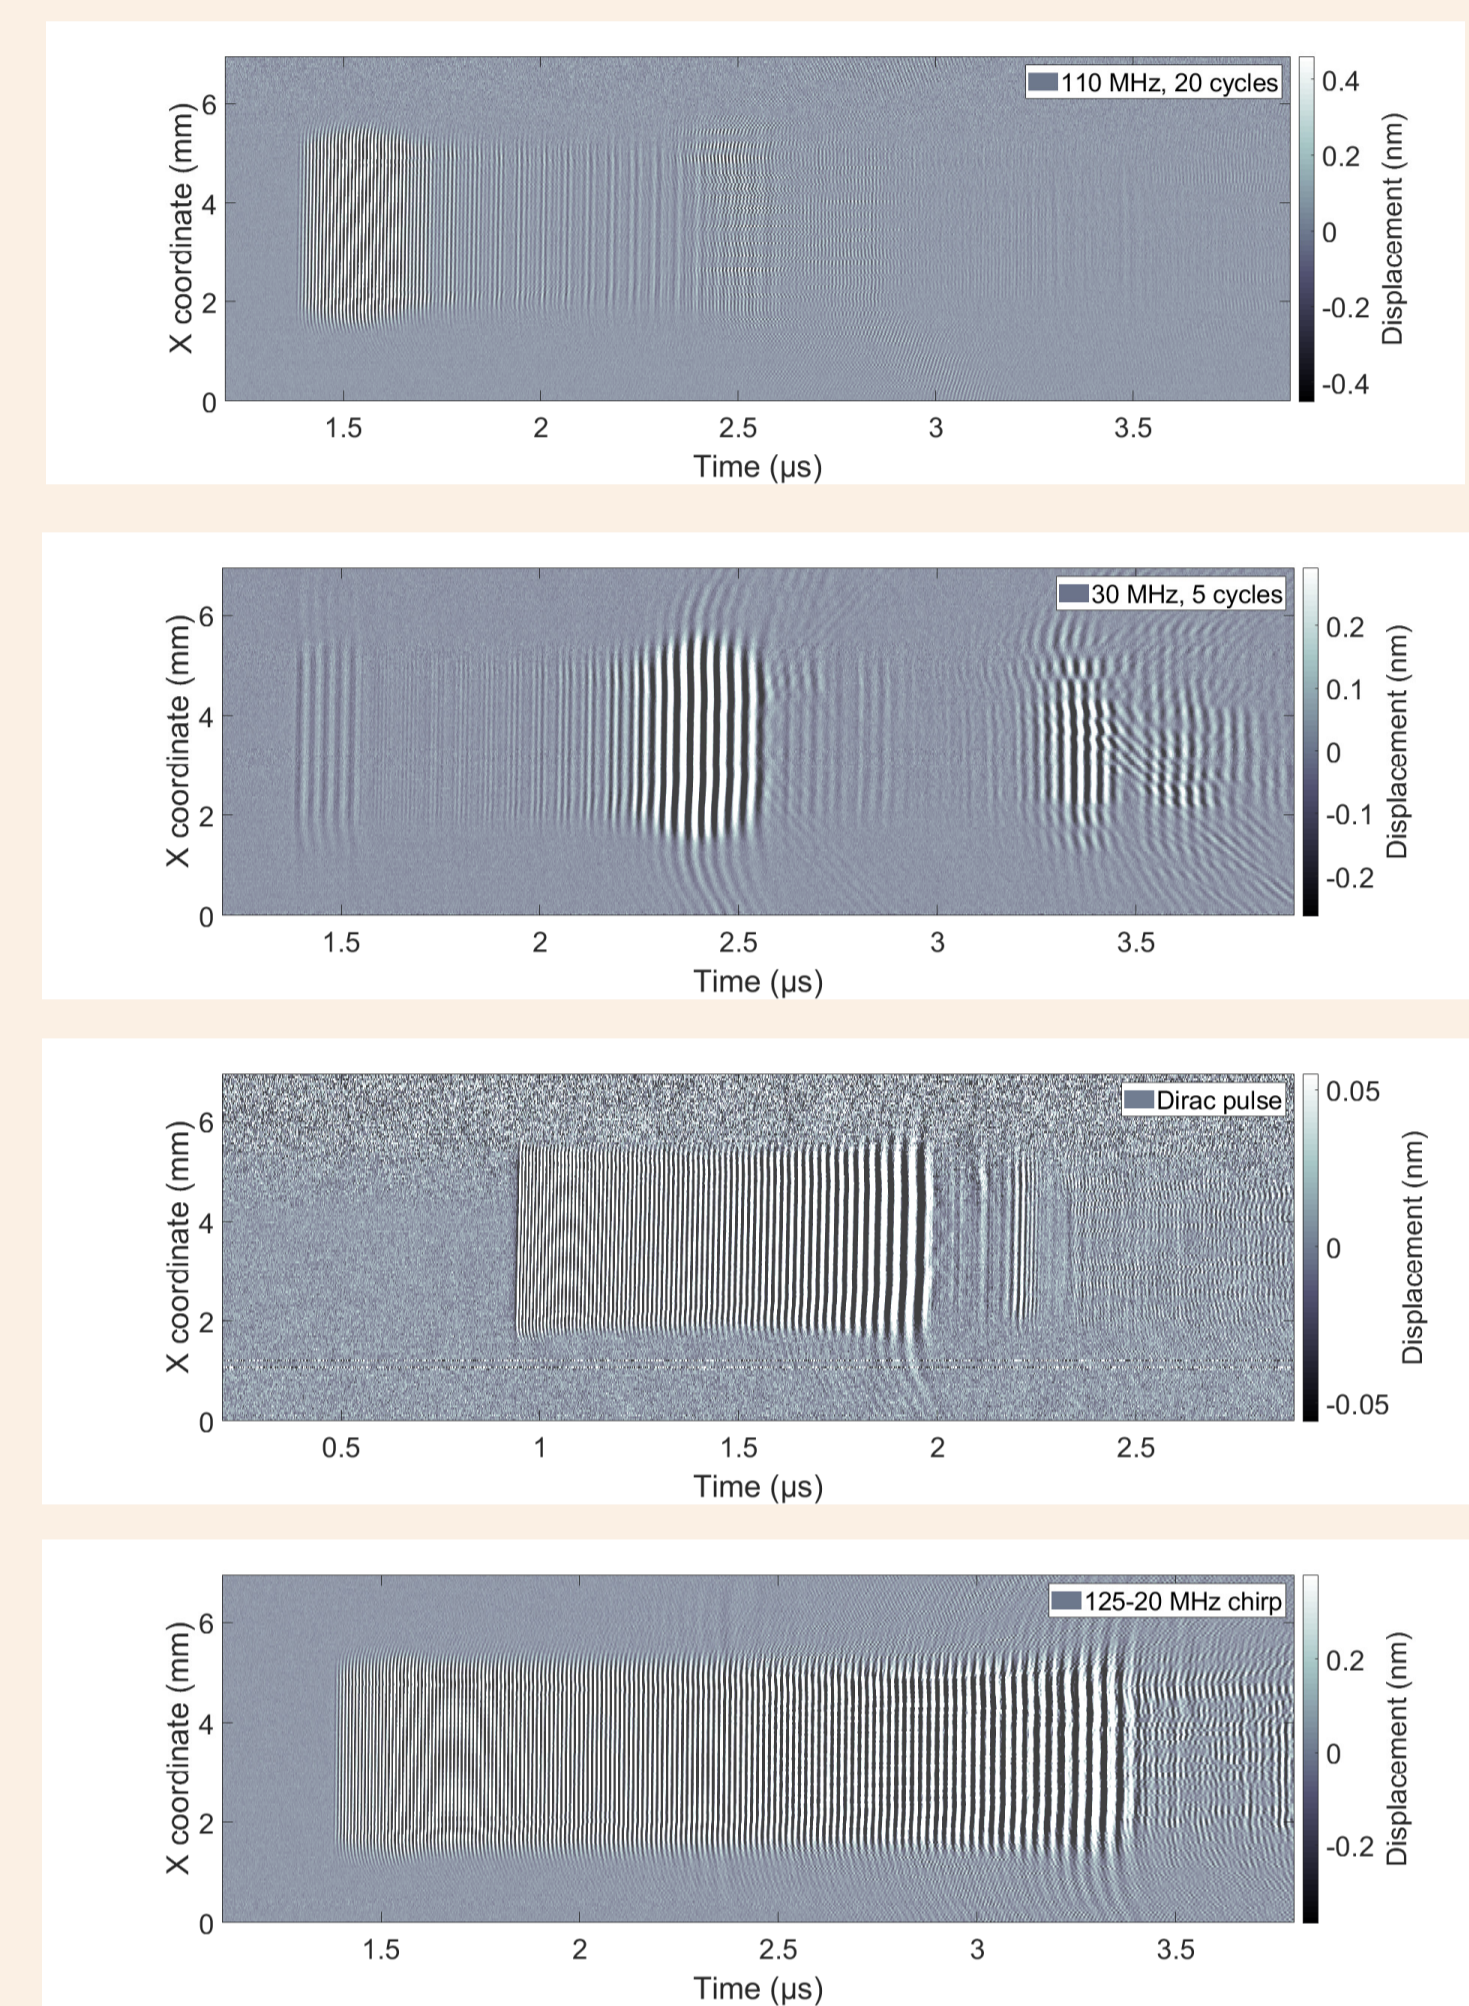 110 MHz, 20 cycles
X coordinate (mm)
6
4
2
0
1.5 2 2.5 3 3.5
Time (µs)
0.4
0.2
0
-0.2
-0.4
Displacement (nm)
30 MHz, 5 cycles
X coordinate (mm)
6
4
2
0
1.5 2 2.5 3 3.5
Time (µs)
0.2
0.1
0
-0.1
-0.2
Displacement (nm)
Dirac pulse
X coordinate (mm)
6
4
2
0
0.5 1 1.5 2 2.5
Time (µs)
0.05
0
-0.05
Displacement (nm)
125-20 MHz chirp
X coordinate (mm)
6
4
2
0
1.5 2 2.5 3 3.5
Time (µs)
0.2
0
-0.2
Displacement (nm)